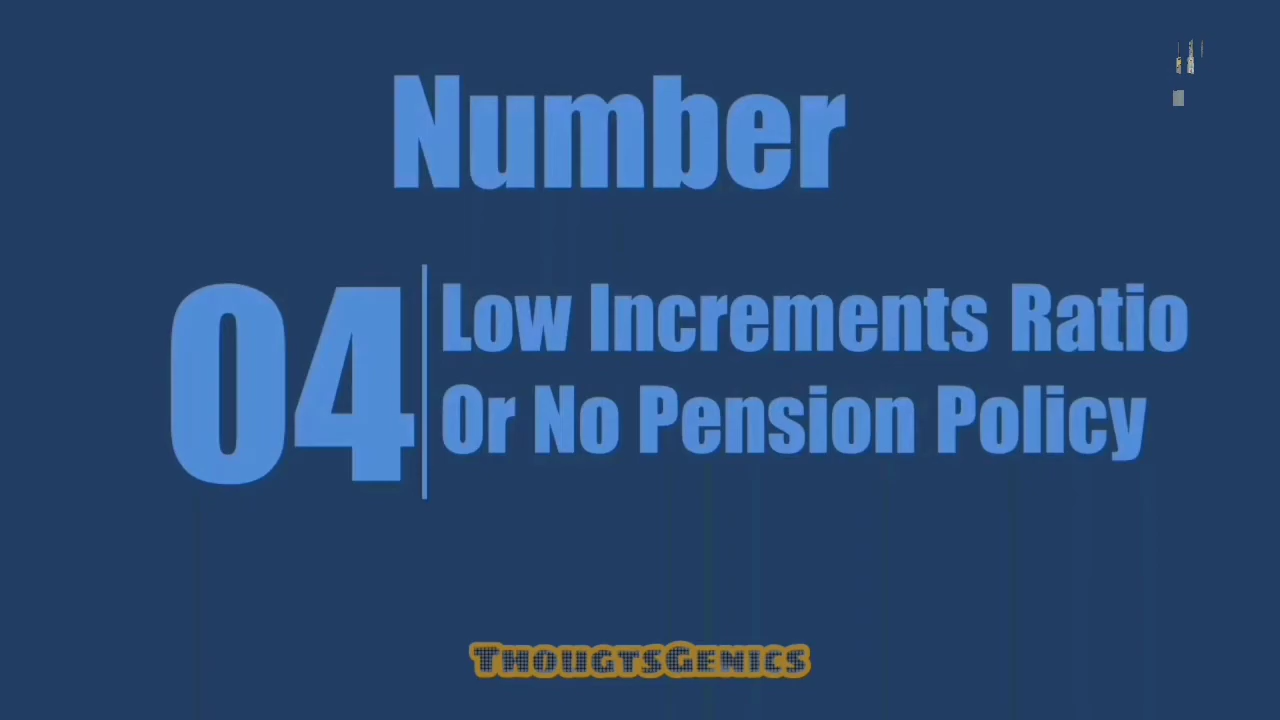 Number
04
Low Increments Ratio
Or No Pension Policy
ThougtsGenics